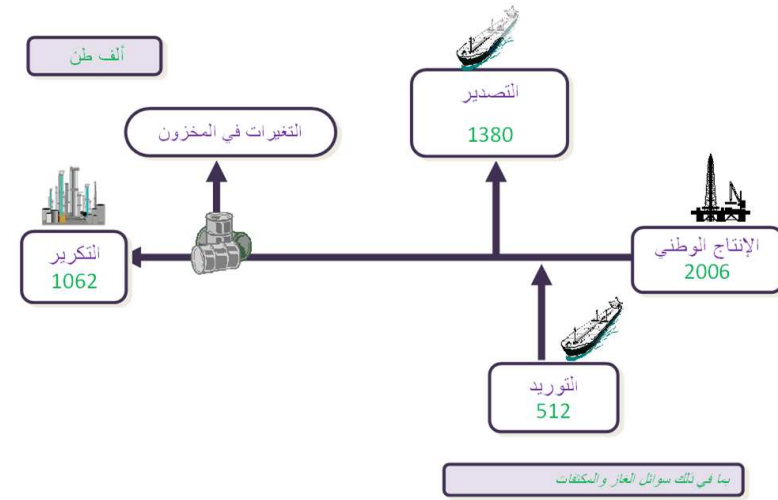 ألف طن
التصدير
1380
التغيرات في المخزون
الإنتاج الوطني
2006
التكرير
1062
التوريد
512
بما في ذلك سوائل الغاز والمكثفات